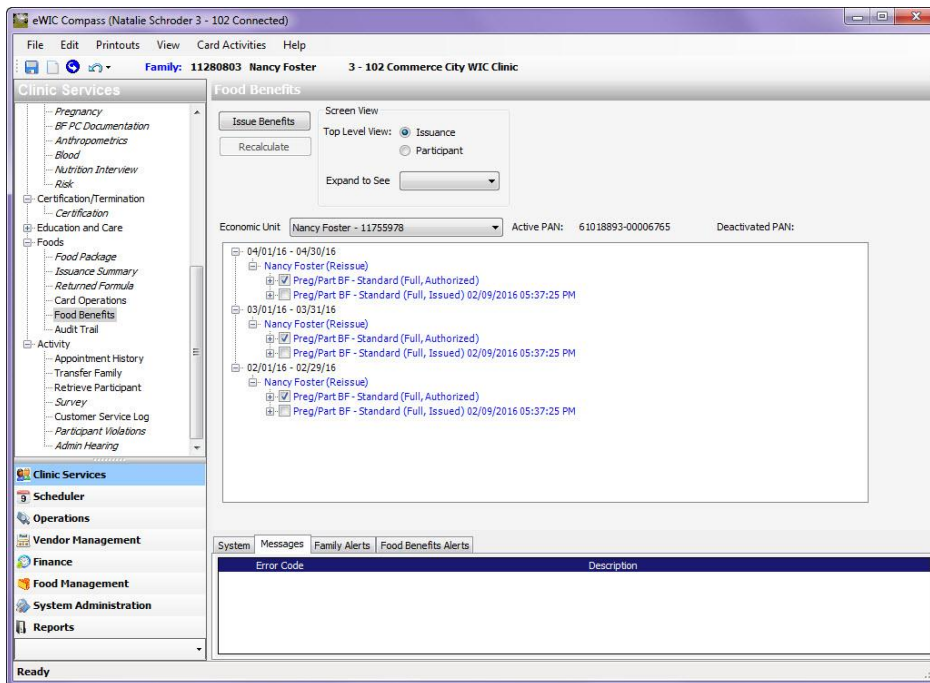 eWIC Compass (Natalie Schroder 3 - 102 Connected)
File Edit Printouts View Card Activities Help
Family: 11280803 Nancy Foster 3 - 102 Commerce City WIC Clinic
Clinic Services
Pregnancy
BF PC Documentation
Anthropometrics
Blood
Nutrition Interview
Risk
Certification/Termination
Certification
Education and Care
Foods
Food Package
Issuance Summary
Returned Formula
Card Operations
Food Benefits
Audit Trail
Activity
Appointment History
Transfer Family
Retrieve Participant
Survey
Customer Service Log
Participant Violations
Admin Hearing
Clinic Services
9 Scheduler
Operations
Vendor Management
Finance
Food Management
System Administration
Reports
Food Benefits
Issue Benefits
Recalculate
Screen View
Top Level View: Issuance
Participant
Expand to See
Economic Unit Nancy Foster - 11755978 Active PAN: 61018893-00006765 Deactivated PAN:
04/01/16 - 04/30/16
Nancy Foster (Reissue)
Preg/Part BF - Standard (Full, Authorized)
Preg/Part BF - Standard (Full, Issued) 02/09/2016 05:37:25 PM
03/01/16 - 03/31/16
Nancy Foster (Reissue)
Preg/Part BF - Standard (Full, Authorized)
Preg/Part BF - Standard (Full, Issued) 02/09/2016 05:37:25 PM
02/01/16 - 02/29/16
Nancy Foster (Reissue)
Preg/Part BF - Standard (Full, Authorized)
Preg/Part BF - Standard (Full, Issued) 02/09/2016 05:37:25 PM
System Messages Family Alerts Food Benefits Alerts
Error Code Description
Ready